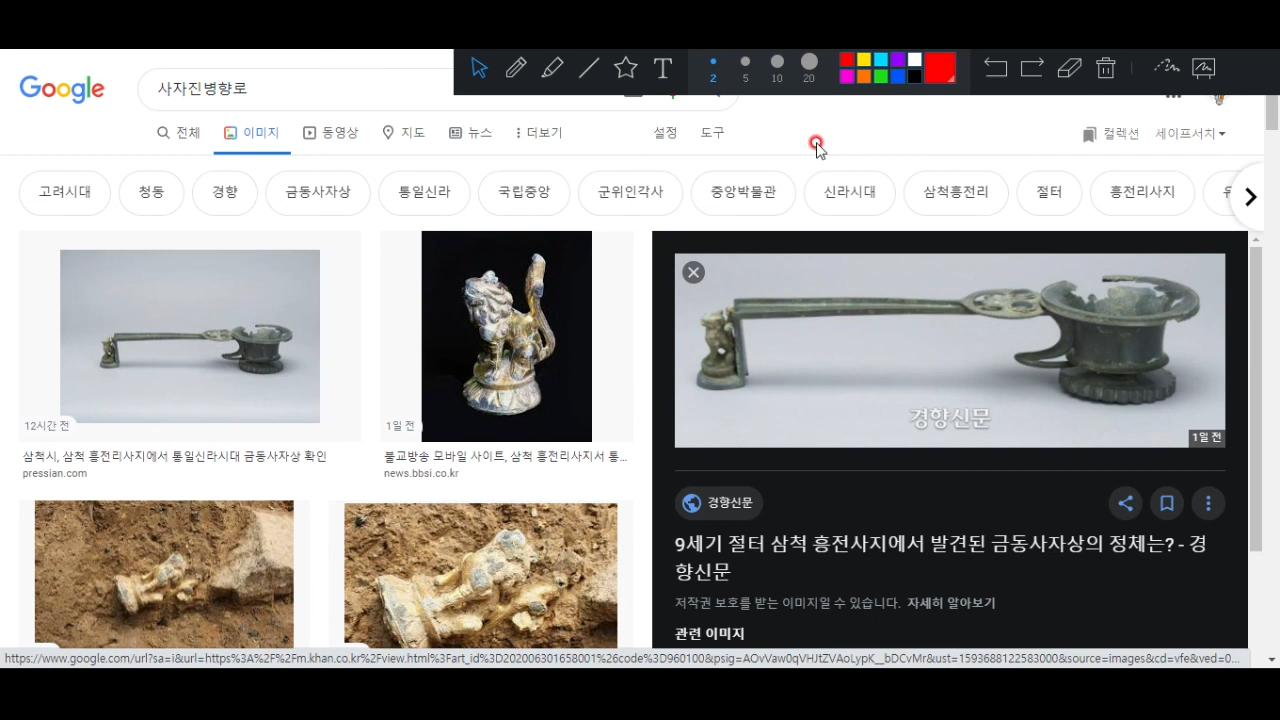 Google
사자진병향로
2
5
10
20
전체
이미지
동영상
지도
뉴스
더보기
설정
도구
컬렉션
세이프서치
고려시대
청동
경향
금동사자상
통일신라
국립중앙
군위인각사
중앙박물관
신라시대
삼척흥전리
절터
흥전리사지
12시간 전
삼척시, 삼척 흥전리사지에서 통일신라시대 금동사자상 확인
pressian.com
1일 전
불교방송 모바일 사이트, 삼척 흥전리사지서 통...
news.bbsi.co.kr
경향신문
1일 전
경향신문
9세기 절터 삼척 흥전사지에서 발견된 금동사자상의 정체는? - 경
향신문
저작권 보호를 받는 이미지일 수 있습니다. 자세히 알아보기
관련 이미지
https://www.google.com/url?sa=i&url=https%3A%2F%2Fm.khan.co.kr%2Fview.html%3Fart_id%3D202006301658001%26code%3D960100&psig=AOvVaw0qVHJtZVAoLypK__bDCvMr&ust=1593688122583000&source=images&cd=vfe&ved=0...